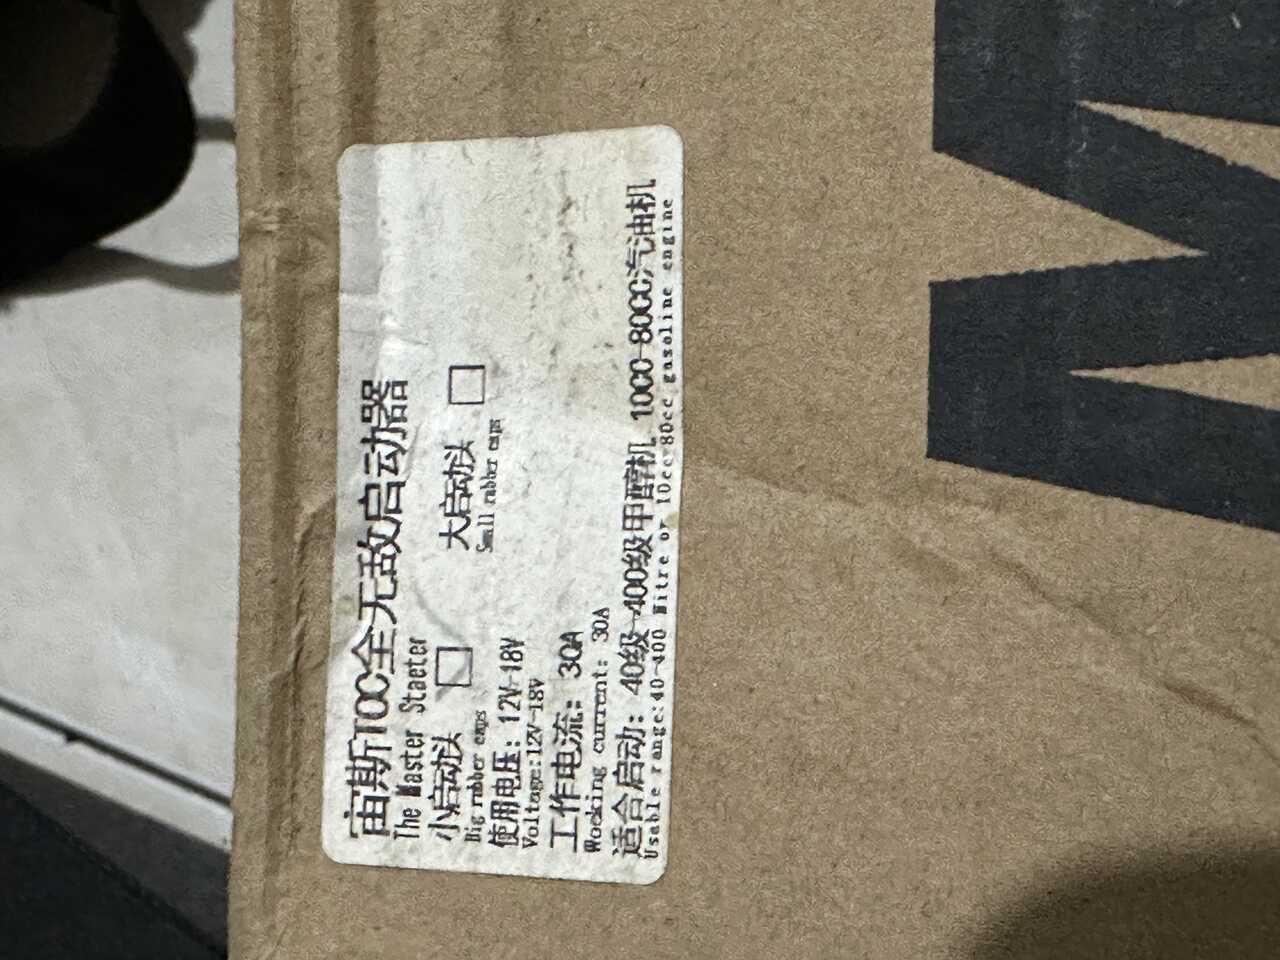 宙斯TOC全无敌启动器
The Master Staeter
小启动头 □ 大启动头 □
Big rubber caps Small rubber caps
使用电压：12V-18V
Voltage:12V-18V
工作电流：30A
Wocking current: 30A
适合启动：40级-400级甲醇机 10CC-80CC汽油机
Usable range:40-400 Nitre or 10cc-80cc gasoline engine